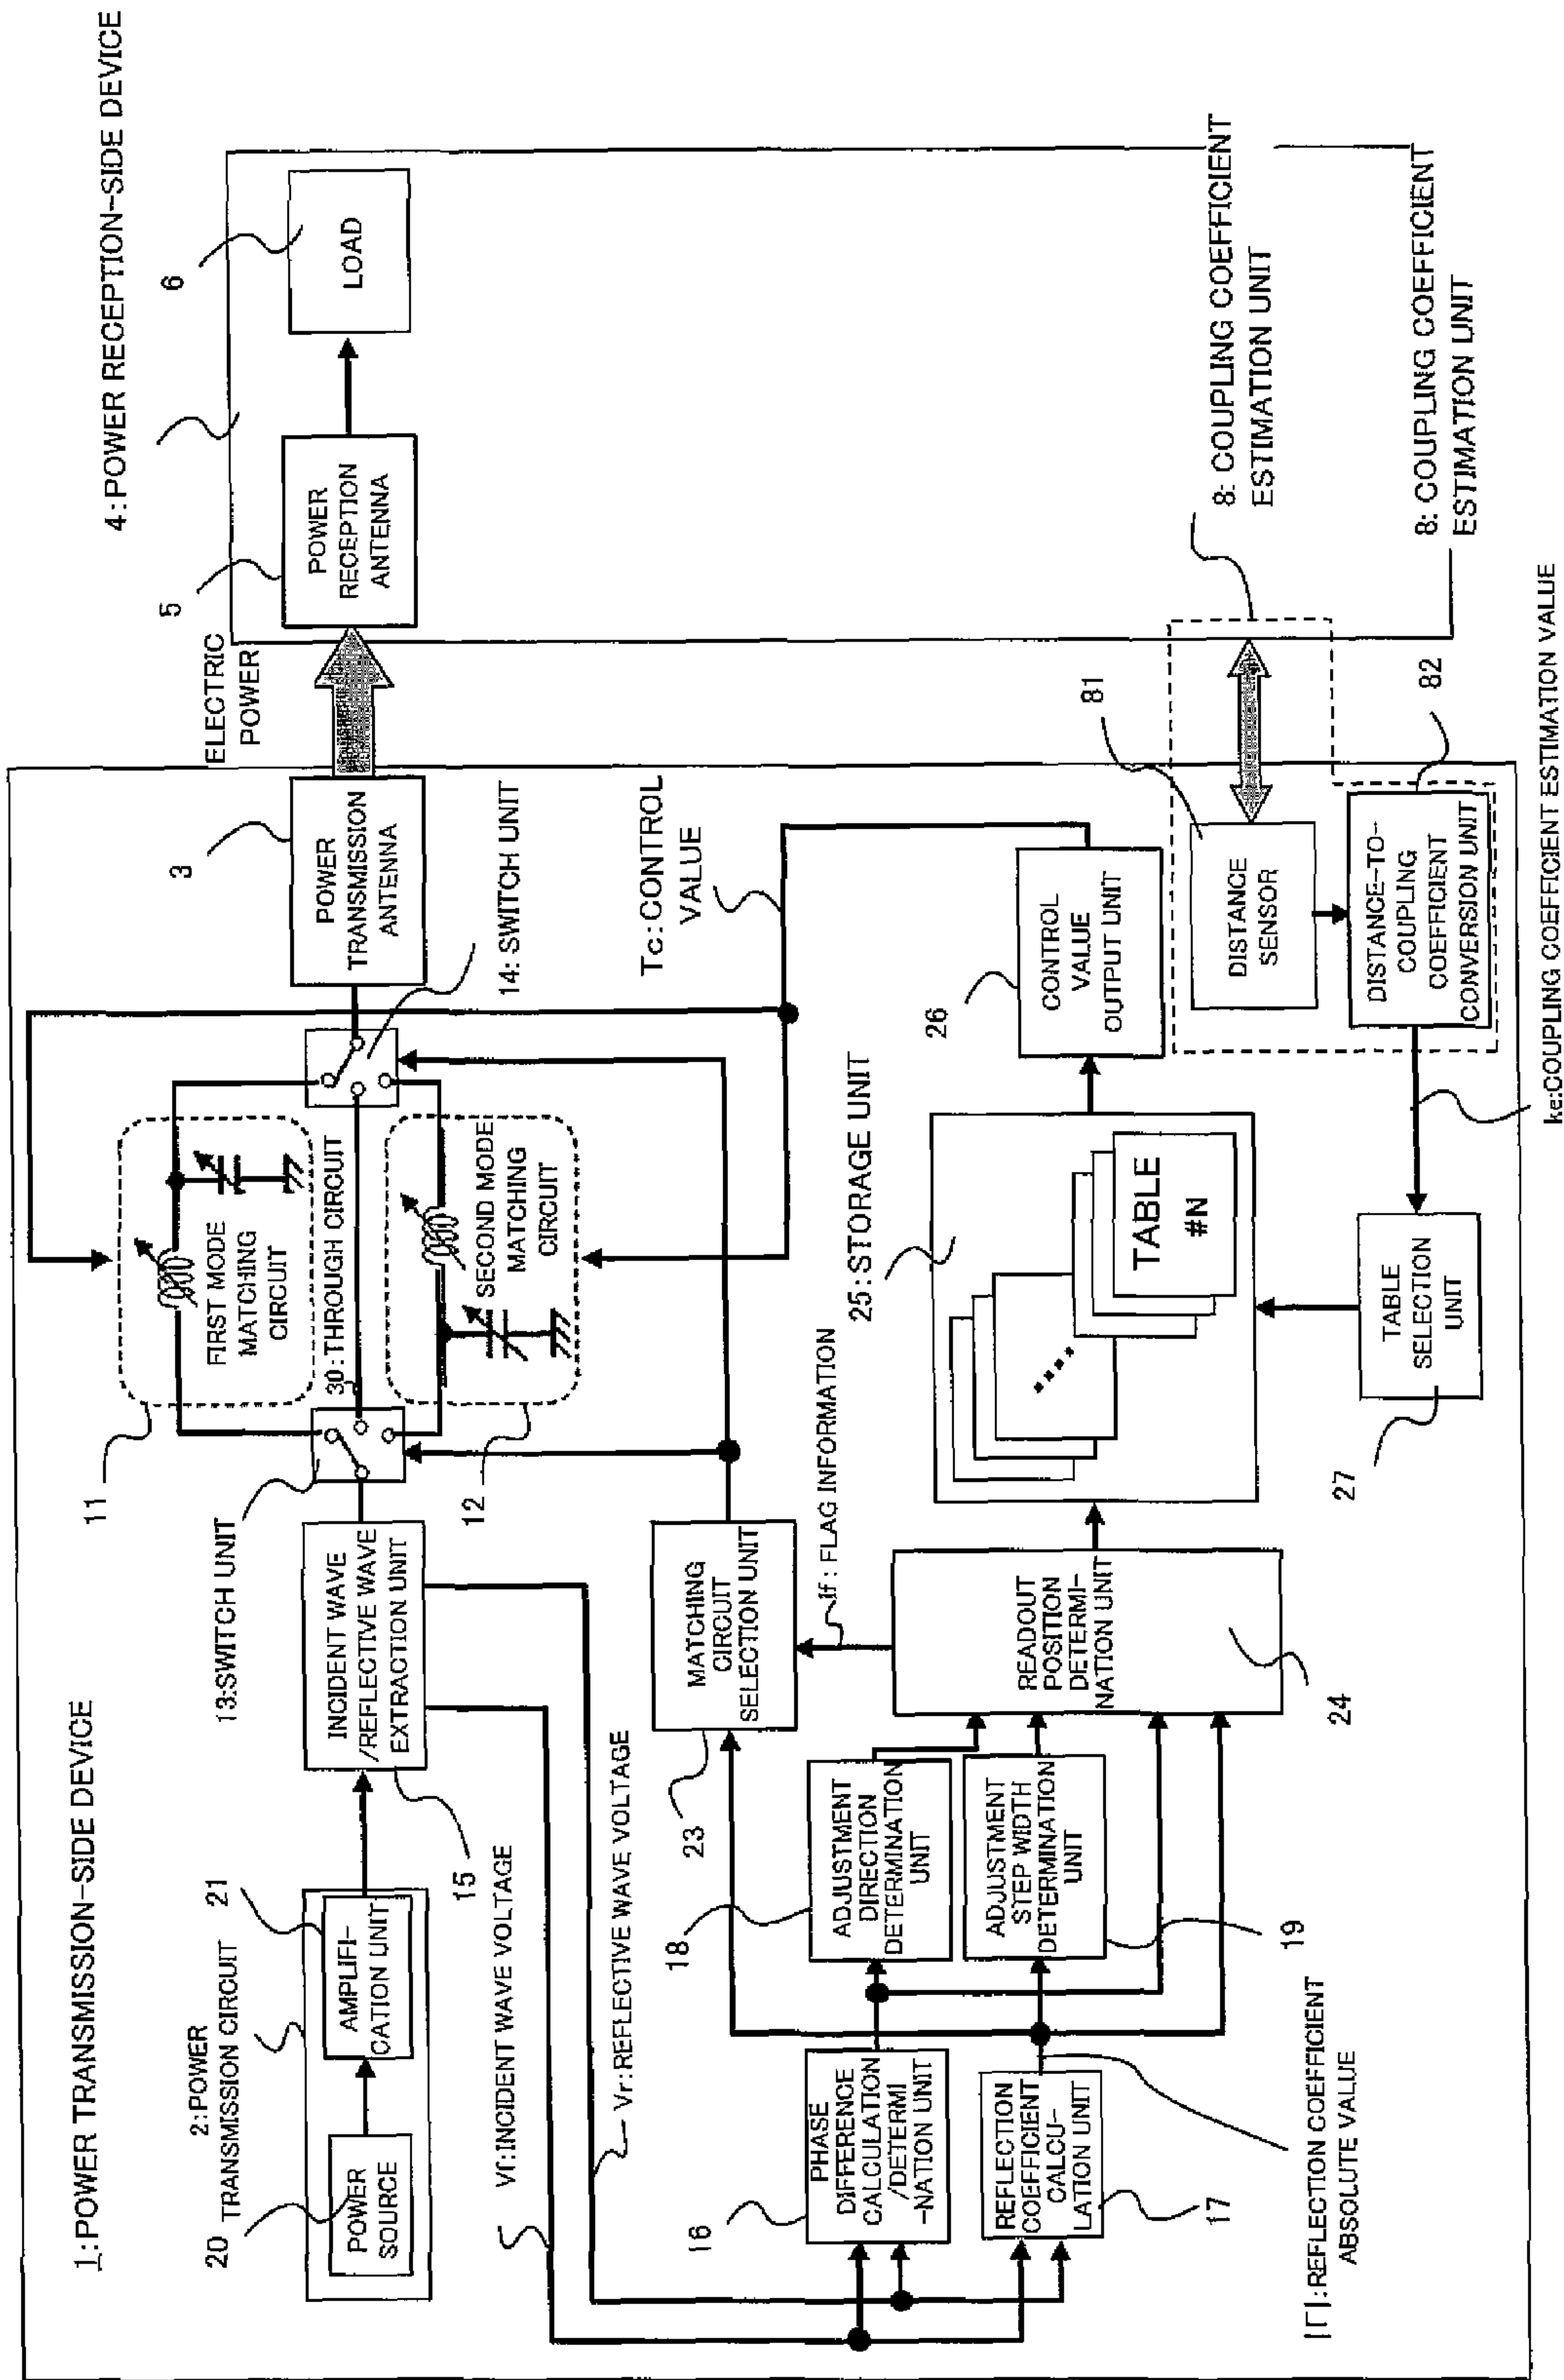 1:POWER TRANSMISSION-SIDE DEVICE
2:POWER
TRANSMISSION CIRCUIT
20
POWER
SOURCE
21
AMPLIFI-
CATION UNIT
15
INCIDENT WAVE
/REFLECTIVE WAVE
EXTRACTION UNIT
13:SWITCH UNIT
11
FIRST MODE
MATCHING
CIRCUIT
30:THROUGH CIRCUIT
12
SECOND MODE
MATCHING
CIRCUIT
14: SWITCH UNIT
3
POWER
TRANSMISSION
ANTENNA
ELECTRIC
POWER
4:POWER RECEPTION-SIDE DEVICE
5
POWER
RECEPTION
ANTENNA
6
LOAD
Vf:INCIDENT WAVE VOLTAGE
Vr:REFLECTIVE WAVE VOLTAGE
Tc:CONTROL
VALUE
23
MATCHING
CIRCUIT
SELECTION UNIT
If: FLAG INFORMATION
16
PHASE
DIFFERENCE
CALCULATION
/DETERMI
-NATION UNIT
18
ADJUSTMENT
DIRECTION
DETERMINATION
UNIT
17
REFLECTION
COEFFICIENT
CALCU-
LATION UNIT
19
ADJUSTMENT
STEP WIDTH
DETERMINATION
UNIT
|Γ|:REFLECTION COEFFICIENT
ABSOLUTE VALUE
24
READOUT
POSITION
DETERMI-
NATION UNIT
25:STORAGE UNIT
TABLE
#N
26
CONTROL
VALUE
OUTPUT UNIT
27
TABLE
SELECTION
UNIT
81
DISTANCE
SENSOR
82
DISTANCE-TO-
COUPLING
COEFFICIENT
CONVERSION UNIT
ke:COUPLING COEFFICIENT ESTIMATION VALUE
8: COUPLING COEFFICIENT
ESTIMATION UNIT
8: COUPLING COEFFICIENT
ESTIMATION UNIT